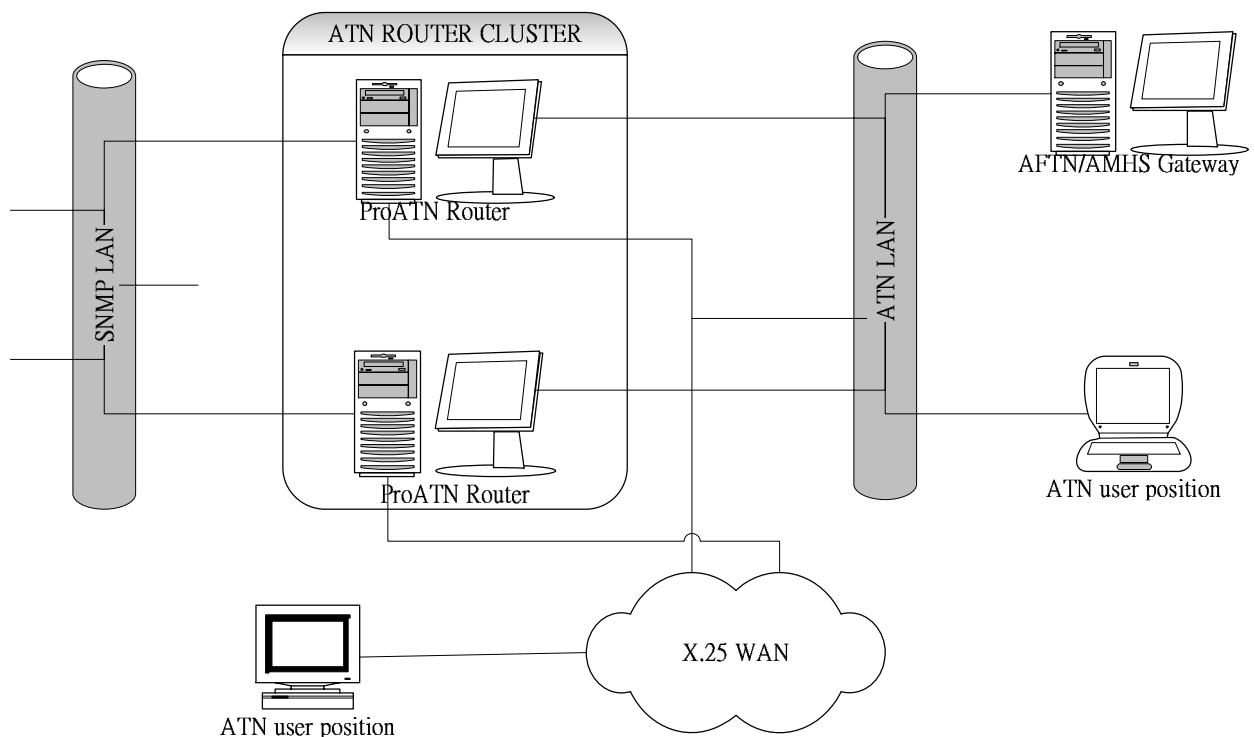 ATN ROUTER CLUSTER
SNMP LAN
ProATN Router
ATN LAN
AFTN/AMHS Gateway
ProATN Router
ATN user position
X.25 WAN
ATN user position